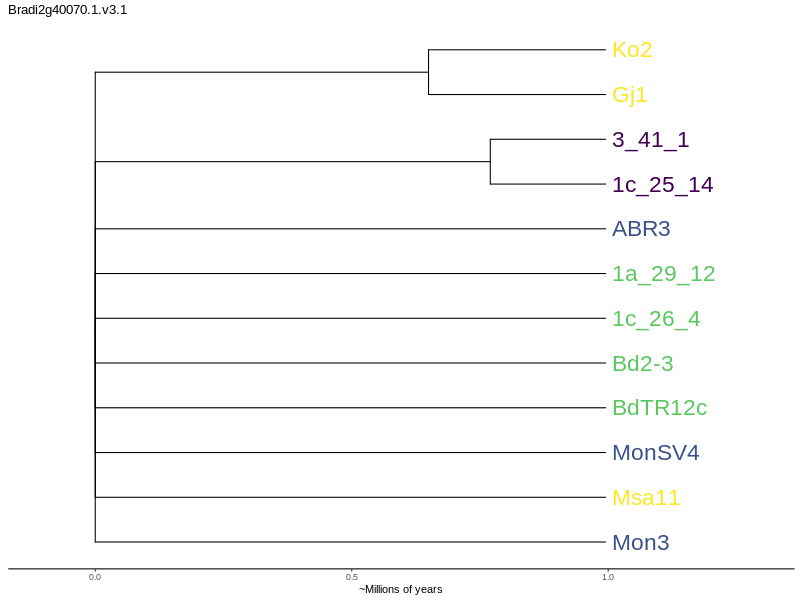 Bradi2g40070.1.v3.1
Ko2
Gj1
3_41_1
1c_25_14
ABR3
1a_29_12
1c_26_4
Bd2-3
BdTR12c
MonSV4
Msa11
Mon3
0.0 0.5 1.0
~Millions of years